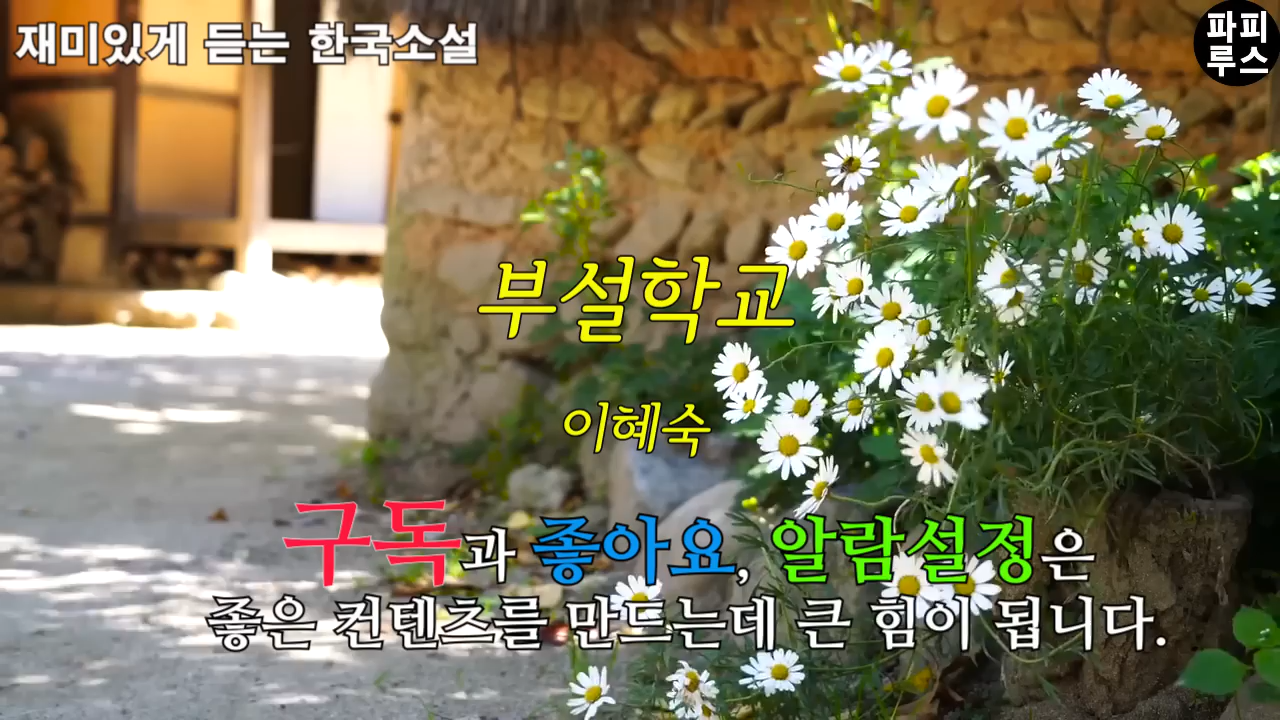 재미있게 듣는 한국소설
파피
루스
부설학교
이혜숙
구독과 좋아요, 알람설정은
좋은 컨텐츠를 만드는데 큰 힘이 됩니다.